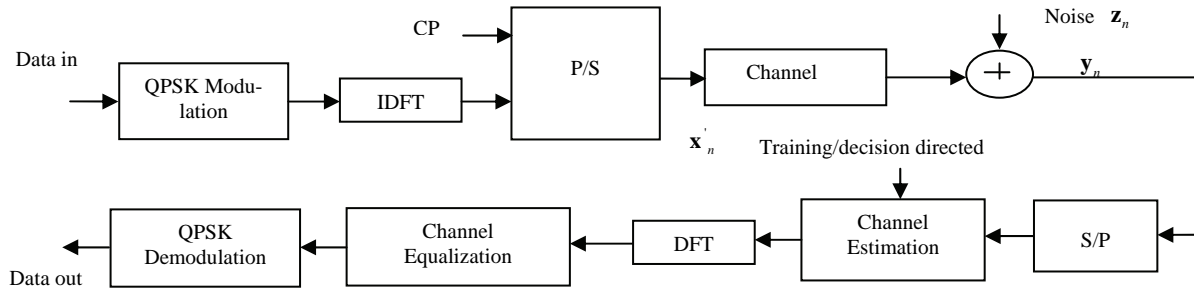 Noise z_n
CP
Data in
QPSK Modu-
lation
IDFT
P/S
Channel
+
y_n
x'_n
Training/decision directed
QPSK
Demodulation
Channel
Equalization
DFT
Channel
Estimation
S/P
Data out